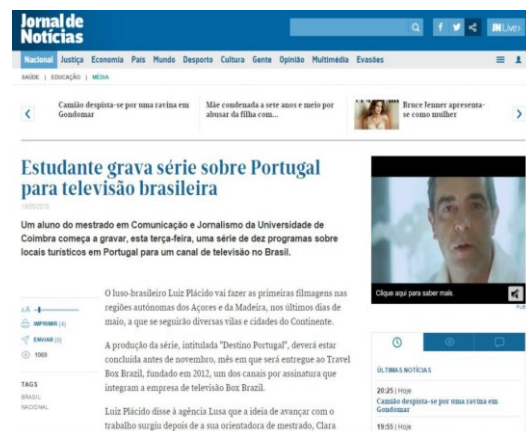 Jornal de
Notícias
JN Live+
Nacional Justiça Economia País Mundo Desporto Cultura Gente Opinião Multimédia Evasões
SAÚDE | EDUCAÇÃO | MÉDIA
Camião despista-se por uma ravina em
Gondomar
Mãe condenada a sete anos e meio por
abusar da filha com...
Bruce Jenner apresenta-
se como mulher
Estudante grava série sobre Portugal
para televisão brasileira
Um aluno do mestrado em Comunicação e Jornalismo da Universidade de
Coimbra começa a gravar, esta terça-feira, uma série de dez programas sobre
locais turísticos em Portugal para um canal de televisão no Brasil.
AA
IMPRIMIR [4]
ENVIAR [0]
1069
TAGS
BRASIL
NACIONAL
O luso-brasileiro Luiz Plácido vai fazer as primeiras filmagens nas
regiões autónomas dos Açores e da Madeira, nos últimos dias de
maio, a que se seguirão diversas vilas e cidades do Continente.
A produção da série, intitulada "Destino Portugal", deverá estar
concluída antes de novembro, mês em que será entregue ao Travel
Box Brazil, fundado em 2012, um dos canais por assinatura que
integram a empresa de televisão Box Brazil.
Luiz Plácido disse à agência Lusa que a ideia de avançar com o
trabalho surgiu depois de a sua orientadora de mestrado, Clara
Clique aqui para saber mais.
PUB
ÚLTIMAS NOTÍCIAS
20:25 | Hoje
Camião despista-se por uma ravina em
Gondomar
19:55 | Hoje